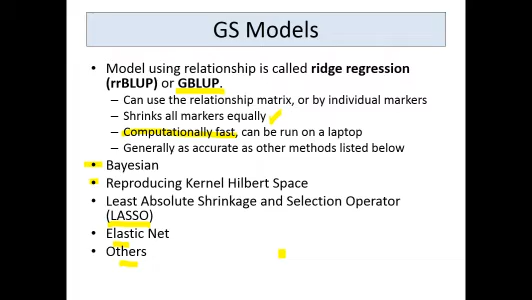 GS Models
• Model using relationship is called ridge regression
(rrBLUP) or GBLUP.
– Can use the relationship matrix, or by individual markers
– Shrinks all markers equally
– Computationally fast, can be run on a laptop
– Generally as accurate as other methods listed below
• Bayesian
• Reproducing Kernel Hilbert Space
• Least Absolute Shrinkage and Selection Operator
(LASSO)
• Elastic Net
• Others